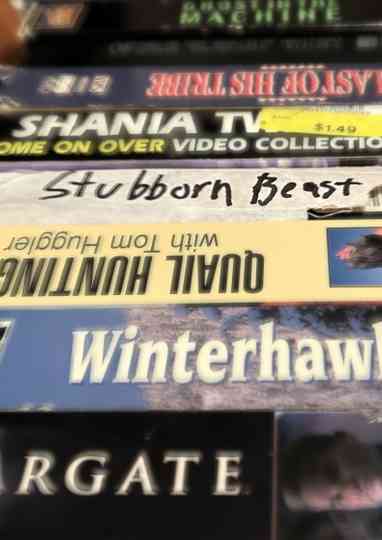 GHOST IN THE
MACHINE
LAST OF HIS TRIBE
SHANIA TW
$1.49
OME ON OVER VIDEO COLLECTIO
Stubborn Beast
QUAIL HUNTING
with Tom Huggler
Winterhawk
ARGATE